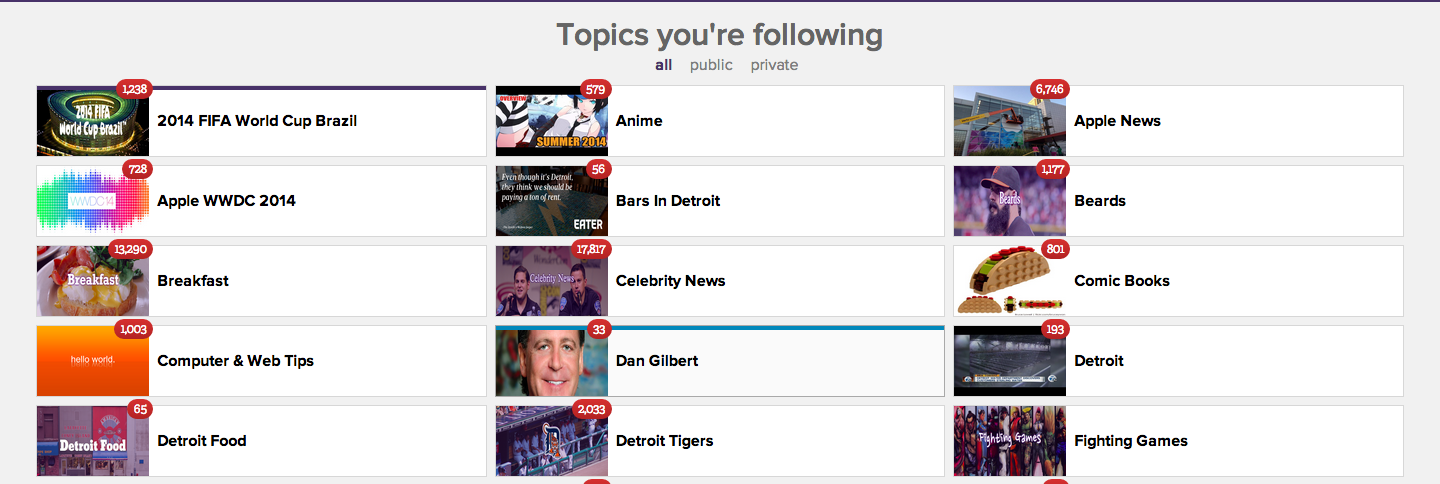 Topics you're following
all public private
1,238
2014 FIFA
World Cup Brazil
2014 FIFA World Cup Brazil
579
OVERVIEW
SUMMER 2014
Anime
6,746
Apple News
728
WWDC14
Apple WWDC 2014
56
Even though it's Detroit,
they think we should be
paying a ton of rent.
EATER
Bars In Detroit
1,177
Beards
Beards
13,290
Breakfast
Breakfast
17,817
Celebrity News
Celebrity News
801
Comic Books
1,003
hello world.
Computer & Web Tips
33
Dan Gilbert
193
Detroit
65
Detroit Food
Detroit Food
2,033
D
Detroit Tigers
Fighting Games
Fighting Games